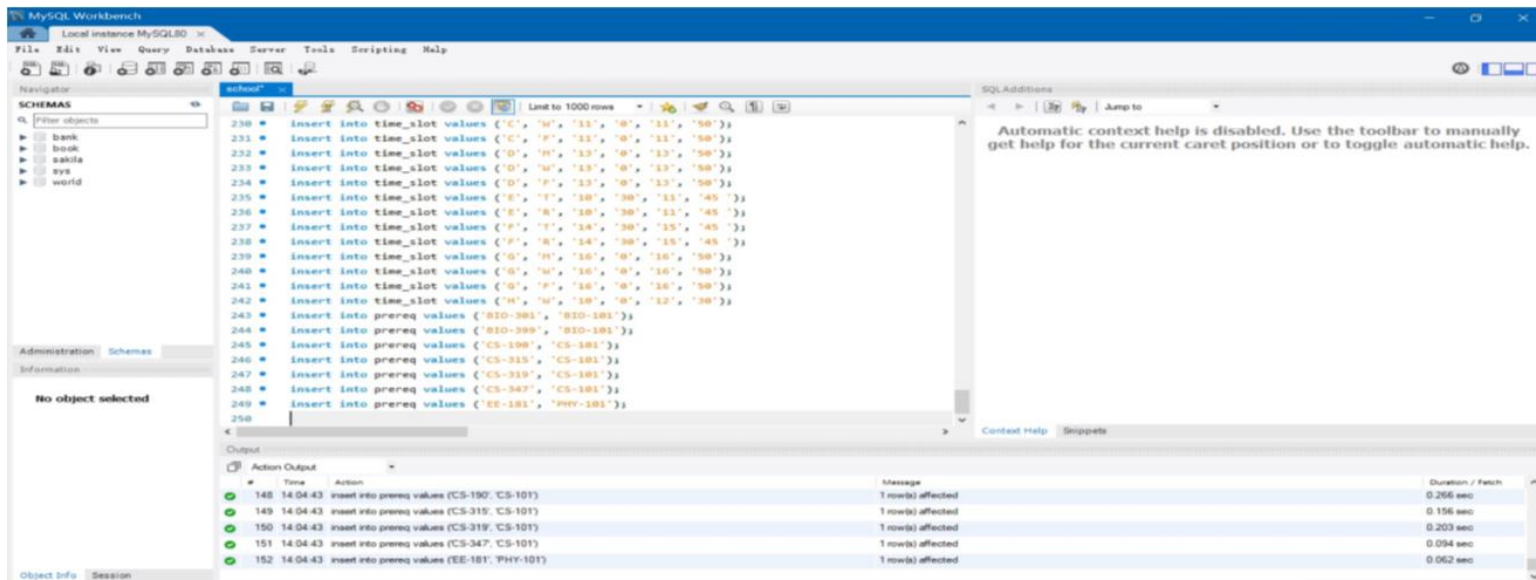 MySQL Workbench
Local instance MySQL80 ×
File Edit View Query Database Server Tools Scripting Help
Navigator
SCHEMAS
Filter objects
bank
book
sakila
sys
world
Administration Schemas
Information
No object selected
Object Info Session
school* ×
Limit to 1000 rows
230 insert into time_slot values ('C', 'W', '11', '0', '11', '50');
231 insert into time_slot values ('C', 'F', '11', '0', '11', '50');
232 insert into time_slot values ('D', 'M', '13', '0', '13', '50');
233 insert into time_slot values ('D', 'W', '13', '0', '13', '50');
234 insert into time_slot values ('D', 'F', '13', '0', '13', '50');
235 insert into time_slot values ('E', 'T', '10', '30', '11', '45 ');
236 insert into time_slot values ('E', 'R', '10', '30', '11', '45 ');
237 insert into time_slot values ('F', 'T', '14', '30', '15', '45 ');
238 insert into time_slot values ('F', 'R', '14', '30', '15', '45 ');
239 insert into time_slot values ('G', 'M', '16', '0', '16', '50');
240 insert into time_slot values ('G', 'W', '16', '0', '16', '50');
241 insert into time_slot values ('G', 'F', '16', '0', '16', '50');
242 insert into time_slot values ('H', 'W', '10', '0', '12', '30');
243 insert into prereq values ('BIO-301', 'BIO-101');
244 insert into prereq values ('BIO-399', 'BIO-101');
245 insert into prereq values ('CS-190', 'CS-101');
246 insert into prereq values ('CS-315', 'CS-101');
247 insert into prereq values ('CS-319', 'CS-101');
248 insert into prereq values ('CS-347', 'CS-101');
249 insert into prereq values ('EE-181', 'PHY-101');
250
SQLAdditions
Jump to
Automatic context help is disabled. Use the toolbar to manually
get help for the current caret position or to toggle automatic help.
Context Help Snippets
Output
Action Output
# Time Action Message Duration / Fetch
148 14:04:43 insert into prereq values ('CS-190', 'CS-101') 1 row(s) affected 0.266 sec
149 14:04:43 insert into prereq values ('CS-315', 'CS-101') 1 row(s) affected 0.156 sec
150 14:04:43 insert into prereq values ('CS-319', 'CS-101') 1 row(s) affected 0.203 sec
151 14:04:43 insert into prereq values ('CS-347', 'CS-101') 1 row(s) affected 0.094 sec
152 14:04:43 insert into prereq values ('EE-181', 'PHY-101') 1 row(s) affected 0.062 sec